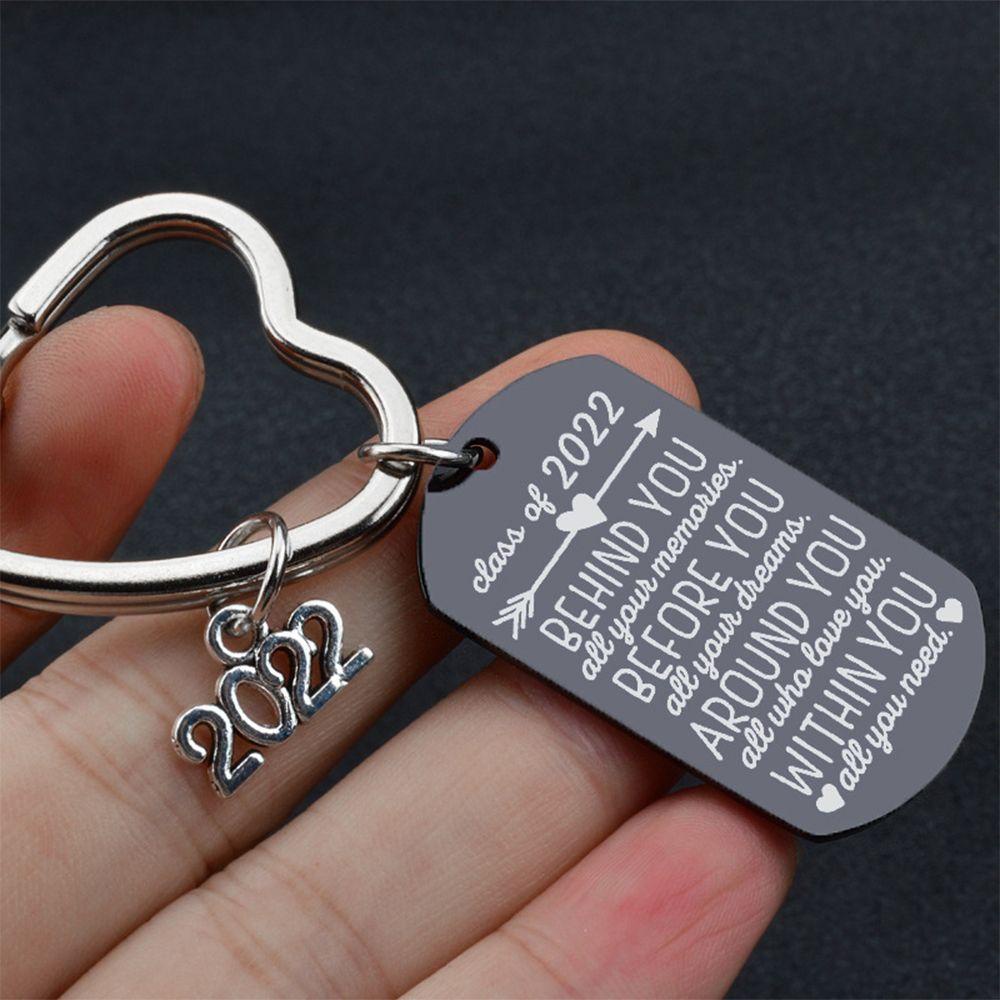 class of 2022
BEHIND YOU
all your memories.
BEFORE YOU
all your dreams.
AROUND YOU
all who love you.
WITHIN YOU
all you need.
2022